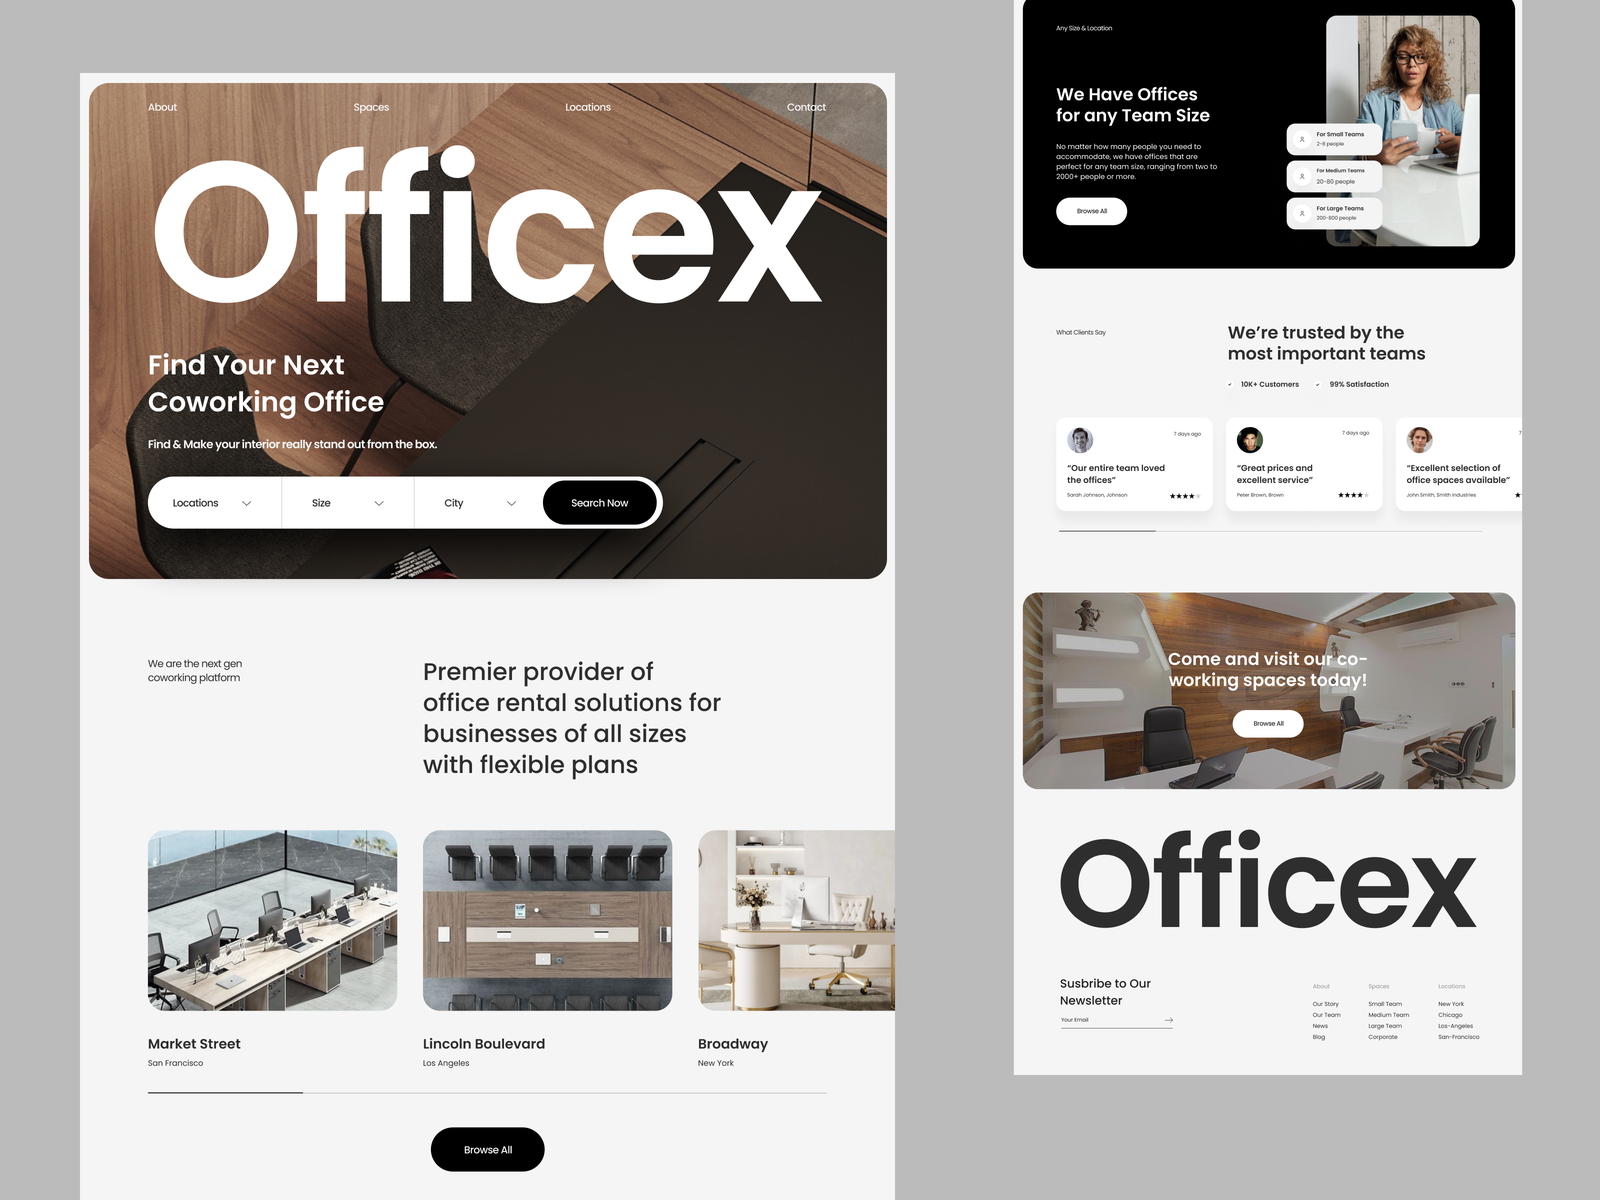 About
Spaces
Locations
Contact
Officex
Find Your Next
Coworking Office
Find & Make your interior really stand out from the box.
Locations
Size
City
Search Now
We are the next gen
coworking platform
Premier provider of
office rental solutions for
businesses of all sizes
with flexible plans
Market Street
San Francisco
Lincoln Boulevard
Los Angeles
Broadway
New York
Browse All
Any Size & Location
We Have Offices
for any Team Size
No matter how many people you need to
accommodate, we have offices that are
perfect for any team size, ranging from two to
2000+ people or more.
Browse All
For Small Teams
2-8 people
For Medium Teams
20-80 people
For Large Teams
200-800 people
What Clients Say
We're trusted by the
most important teams
10K+ Customers
99% Satisfaction
7 days ago
“Our entire team loved
the offices”
Sarah Johnson, Johnson
7 days ago
“Great prices and
excellent service”
Peter Brown, Brown
7
“Excellent selection of
office spaces available”
John Smith, Smith Industries
Come and visit our co-
working spaces today!
Browse All
Officex
Susbribe to Our
Newsletter
Your Email
About
Our Story
Our Team
News
Blog
Spaces
Small Team
Medium Team
Large Team
Corporate
Locations
New York
Chicago
Los-Angeles
San-Francisco